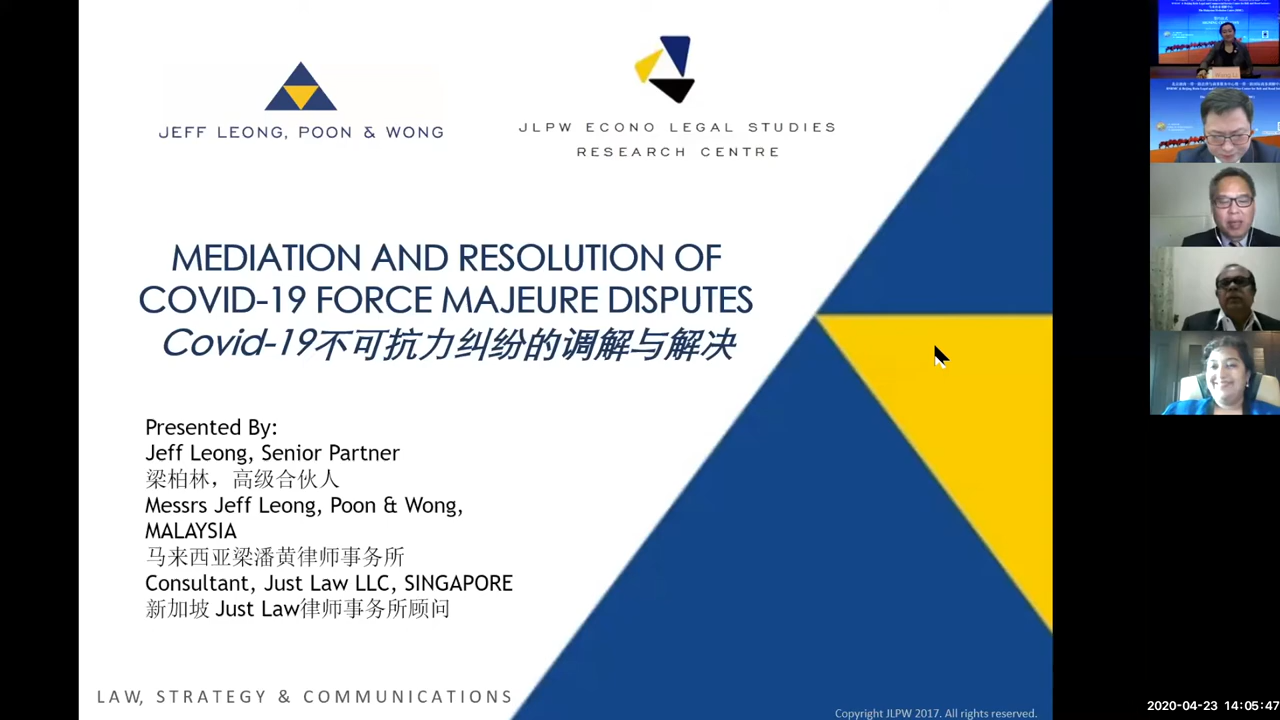 JEFF LEONG, POON & WONG
JLPW ECONO LEGAL STUDIES
RESEARCH CENTRE
MEDIATION AND RESOLUTION OF
COVID-19 FORCE MAJEURE DISPUTES
Covid-19不可抗力纠纷的调解与解决
Presented By:
Jeff Leong, Senior Partner
梁柏林，高级合伙人
Messrs Jeff Leong, Poon & Wong,
MALAYSIA
马来西亚梁潘黄律师事务所
Consultant, Just Law LLC, SINGAPORE
新加坡 Just Law律师事务所顾问
LAW, STRATEGY & COMMUNICATIONS
Copyright JLPW 2017. All rights reserved.
2020-04-23 14:05:47